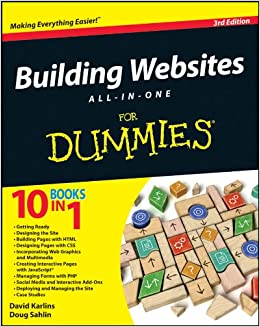 Making Everything Easier!™
3rd Edition
Building Websites
ALL-IN-ONE
FOR
DUMMIES®
10 BOOKS IN 1
• Getting Ready
• Designing the Site
• Building Pages with HTML
• Designing Pages with CSS
• Incorporating Web Graphics
and Multimedia
• Creating Interactive Pages
with JavaScript®
• Managing Forms with PHP
• Social Media and Interactive Add-Ons
• Deploying and Managing the Site
• Case Studies
David Karlins
Doug Sahlin